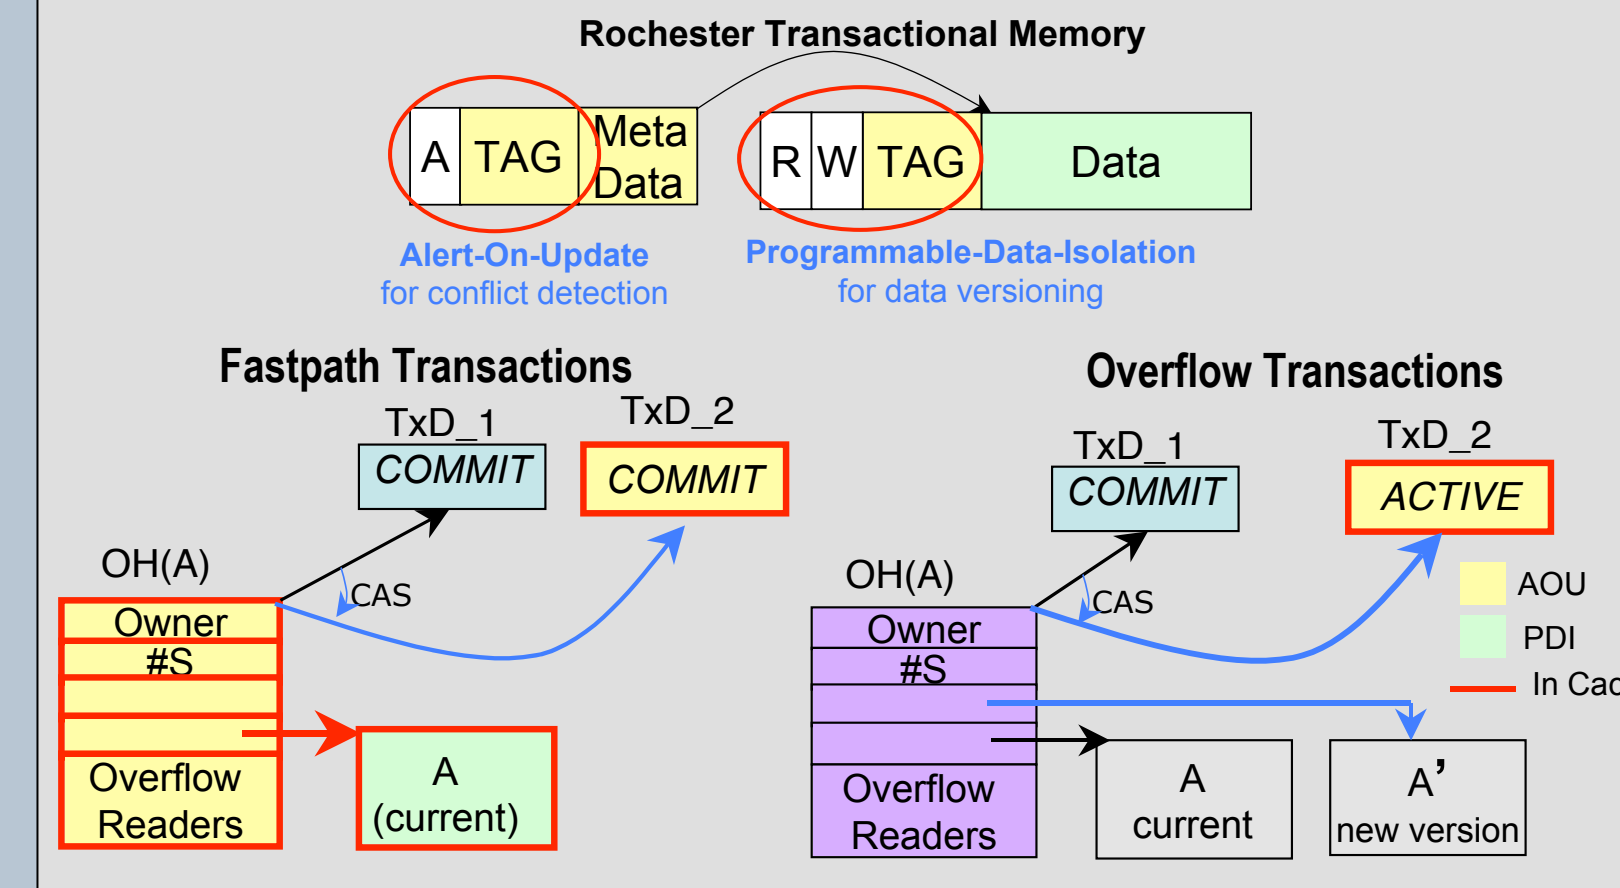 Rochester Transactional Memory
A
TAG
Meta
Data
R
W
TAG
Data
Alert-On-Update
for conflict detection
Programmable-Data-Isolation
for data versioning
Fastpath Transactions
TxD_1
COMMIT
TxD_2
COMMIT
OH(A)
CAS
Owner
#S
Overflow
Readers
A
(current)
Overflow Transactions
TxD_1
COMMIT
TxD_2
ACTIVE
OH(A)
CAS
Owner
#S
Overflow
Readers
A
current
A’
new version
AOU
PDI
In